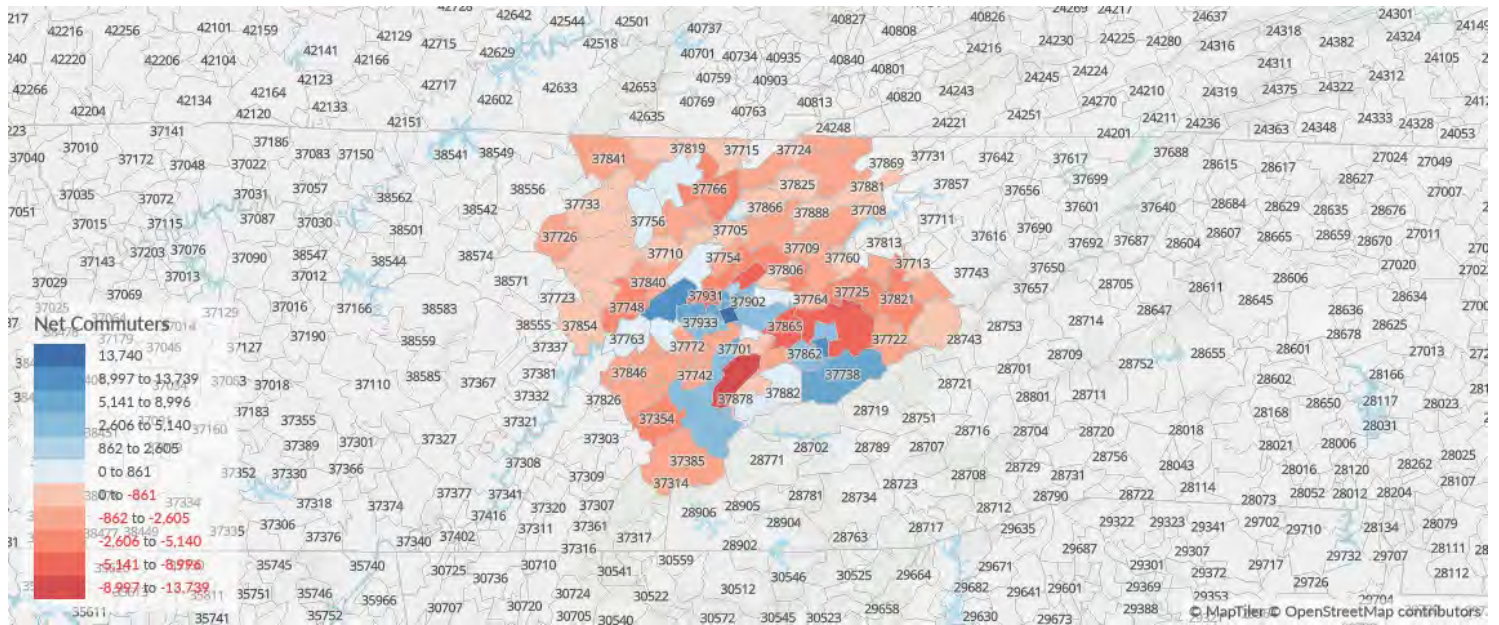 42728 42642 42544 42501 40737 40827 40826 24269 24217 24637 24301
42216 42256 42101 42159 42129 42715 42629 42518 40808 24230 24225 24280 24316 24318 24382 24324 24149
42220 42206 42104 42141 42166 40701 40734 40935 40840 24216 24311 24105
42266 42123 42717 42633 42653 40759 40903 40801 24245 24224 24312
42204 42134 42164 42133 42602 40769 40763 40813 40820 24243 24270 24210 24319 24375 24322
42120 42151 42635 24248 24221 24251 24201 24211 24236 24363 24348 24333 24328 24053
37010 37141 37186
37040 37172 37048 37022 37083 37150 38541 38549 37841 37819 37715 37724 37869 37731 37642 37617 37688 28615 28617 27024 27049
37035 37072 37031 37057 38562 38556 37733 37766 37825 37881 37857 37656 37699 28627 27007
37051 37015 37115 37087 37030 38501 38542 37756 37866 37888 37708 37711 37601 37640 28684 28629 28635 28676
37203 37076 37726 37705 37616 37690 28607 28665 28659 27011
37143 37013 37090 38547 38544 38574 37710 37754 37709 37760 37813 37713 37743 37692 37687 28604 28670
37029 37069 37012 38571 37840 37806 37650 28705 28606 27020
37025 37129 37016 37166 38583 37723 37748 37931 37902 37764 37725 37821 37657 28611 28645 28634
Net Commuters
13,740
8,997 to 13,739
5,141 to 8,996
2,606 to 5,140
862 to 2,605
0 to 861
0 to -861
-862 to -2,605
-2,606 to -5,140
-5,141 to -8,996
-8,997 to -13,739
37014 37179 37046 37127 37190 38559 38555 37854 37337 37763 37933 37865 37722 28743 28753 28714 28647 28636 28625 28678
37018 37110 38585 37367 37381 37772 37701 37862 28709 28752 28655 28601 27013
37183 37332 37846 37742 37738 28721 28701 28602 28166
37160 37355 37321 37826 37878 37882 28719 28751 28801 28711 28168 28650 28117 28023
37389 37301 37327 37303 37354 28716 28704 28720 28018 28031
37352 37330 37366 37308 37309 37385 28771 28702 28789 28707 28756 28021 28006 28025
37334 37318 37374 37377 37341 37314 28723 28708 28729 28731 28043 28016 28120 28262 28107
37335 37306 37416 37320 37307 28906 28905 28781 28734 28712 28790 28722 28114 28073 28052 28012 28204
37376 37340 37402 37311 37361 37317 28904 28717 29635 29322 29323 29341 29702 29710 28134 28079
35745 35740 30725 30710 37316 30559 28902 28763 29687 29307 29732 29707 28111
35751 35746 35966 30736 30724 30541 30512 30546 30525 29664 29671 29301 29372 29717 28112
35611 35741 35752 30707 30720 30705 30540 30522 30572 30545 30523 29658 29682 29630 29641 29673 29601 29369 29353 29388 29726 29704
© MapTiler © OpenStreetMap contributors